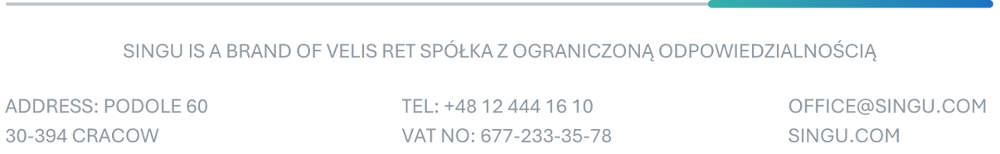 SINGU IS A BRAND OF VELIS RET SPÓŁKA Z OGRANICZONĄ ODPOWIEDZIALNOŚCIĄ
ADDRESS: PODOLE 60
30-394 CRACOW
TEL: +48 12 444 16 10
VAT NO: 677-233-35-78
OFFICE@SINGU.COM
SINGU.COM